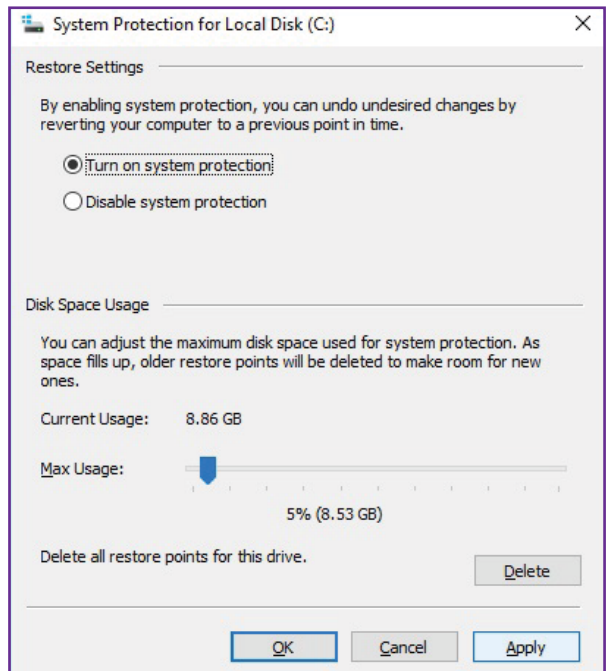 System Protection for Local Disk (C:)
Restore Settings
By enabling system protection, you can undo undesired changes by
reverting your computer to a previous point in time.
Turn on system protection
Disable system protection
Disk Space Usage
You can adjust the maximum disk space used for system protection. As
space fills up, older restore points will be deleted to make room for new
ones.
Current Usage: 8.86 GB
Max Usage:
5% (8.53 GB)
Delete all restore points for this drive.
Delete
OK Cancel Apply